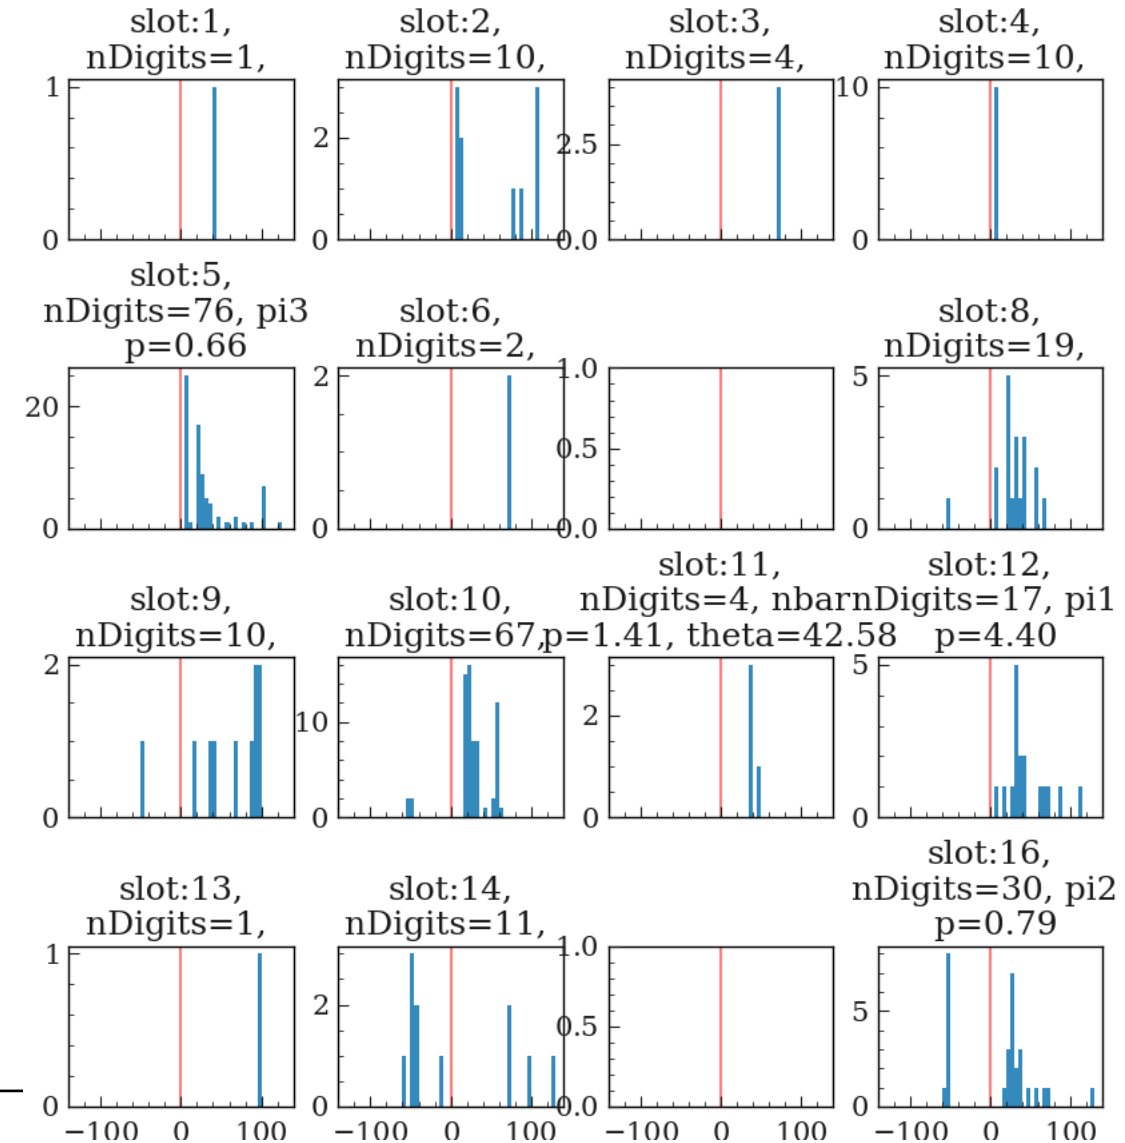 slot:1,
nDigits=1,
slot:2,
nDigits=10,
slot:3,
nDigits=4,
slot:4,
nDigits=10,
1
0
2
0
2.5
0.0
10
0
slot:5,
nDigits=76, pi3
p=0.66
slot:6,
nDigits=2,
slot:8,
nDigits=19,
20
0
2
0
1.0
0.5
0.0
5
0
slot:9,
nDigits=10,
slot:10,
nDigits=67,
slot:11,
nDigits=4, nbar
p=1.41, theta=42.58
slot:12,
nDigits=17, pi1
p=4.40
2
0
10
0
2
0
5
0
slot:13,
nDigits=1,
slot:14,
nDigits=11,
slot:16,
nDigits=30, pi2
p=0.79
1
0
2
0
1.0
0.5
0.0
5
0
−100 0 100
−100 0 100
−100 0 100
−100 0 100